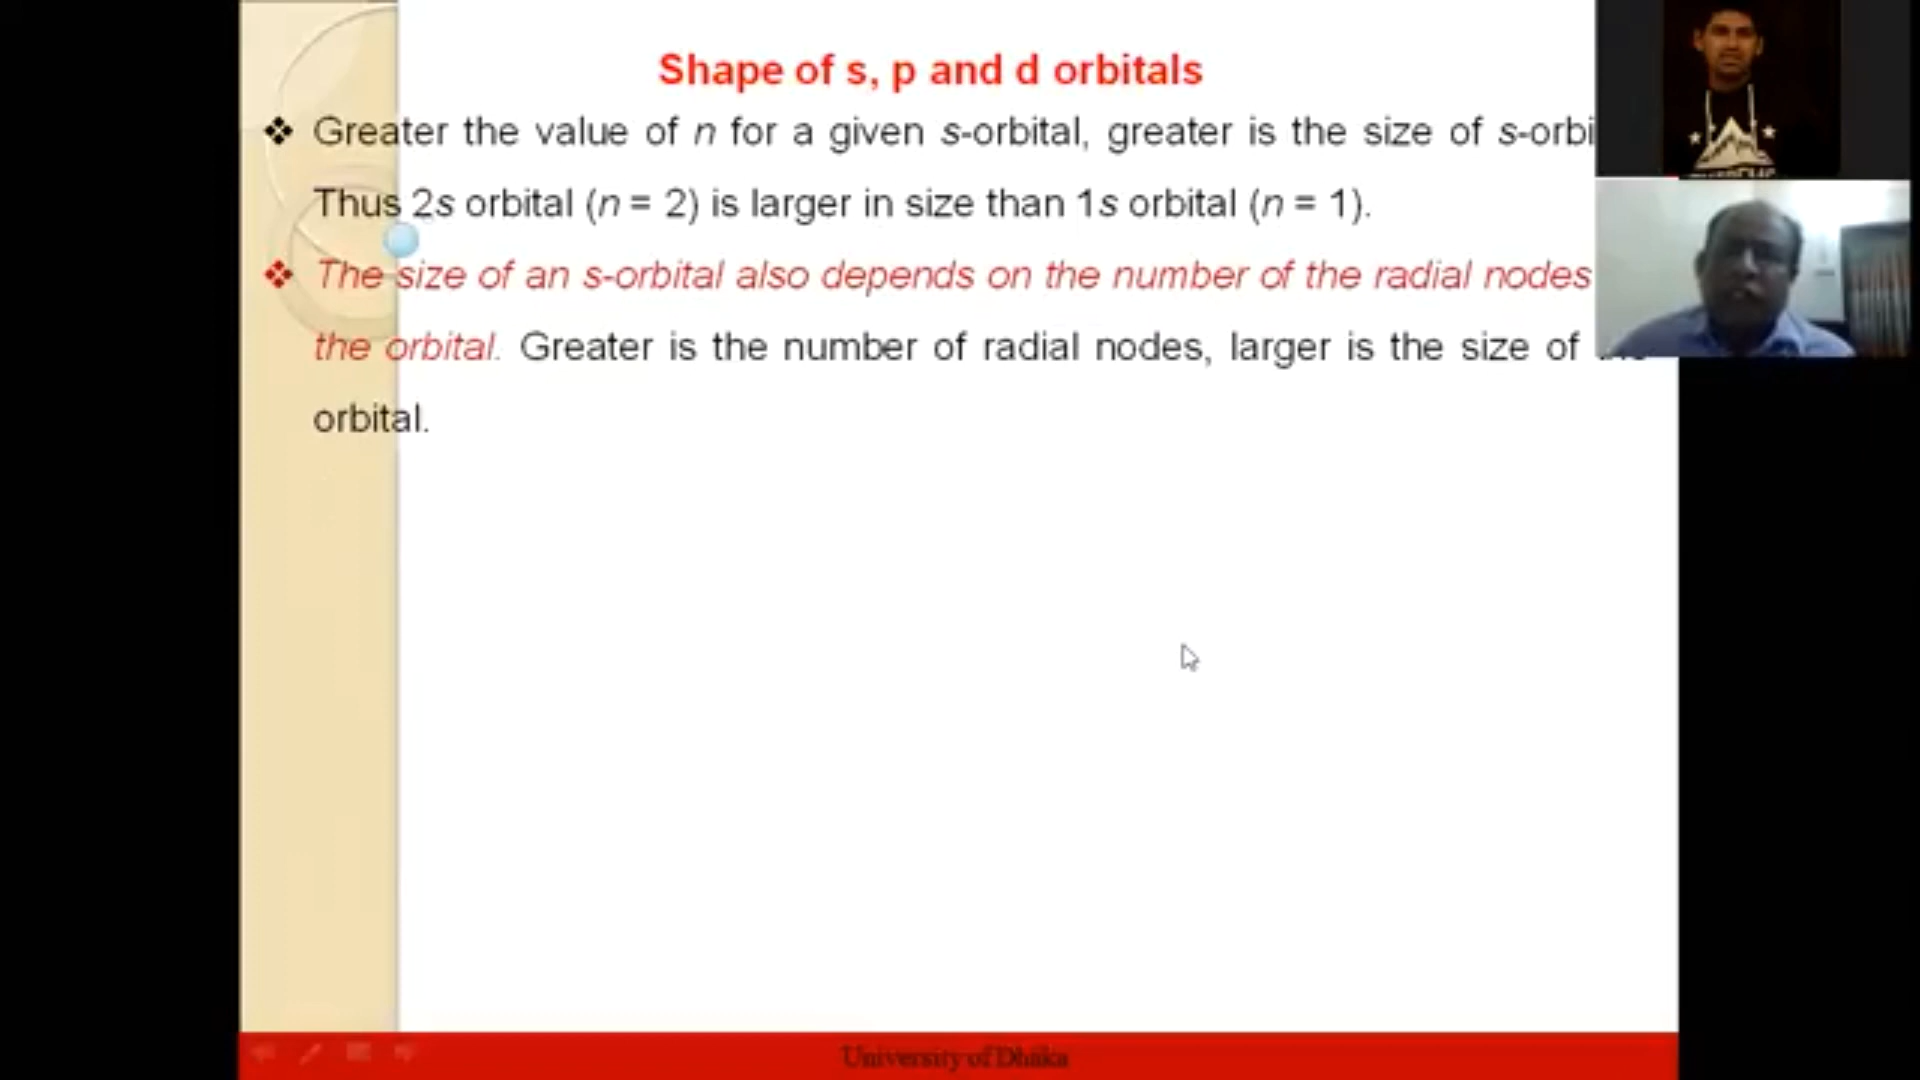 Shape of s, p and d orbitals
❖ Greater the value of n for a given s-orbital, greater is the size of s-orbi
Thus 2s orbital (n = 2) is larger in size than 1s orbital (n = 1).
❖ The size of an s-orbital also depends on the number of the radial nodes
the orbital. Greater is the number of radial nodes, larger is the size of
orbital.
University of Dhaka